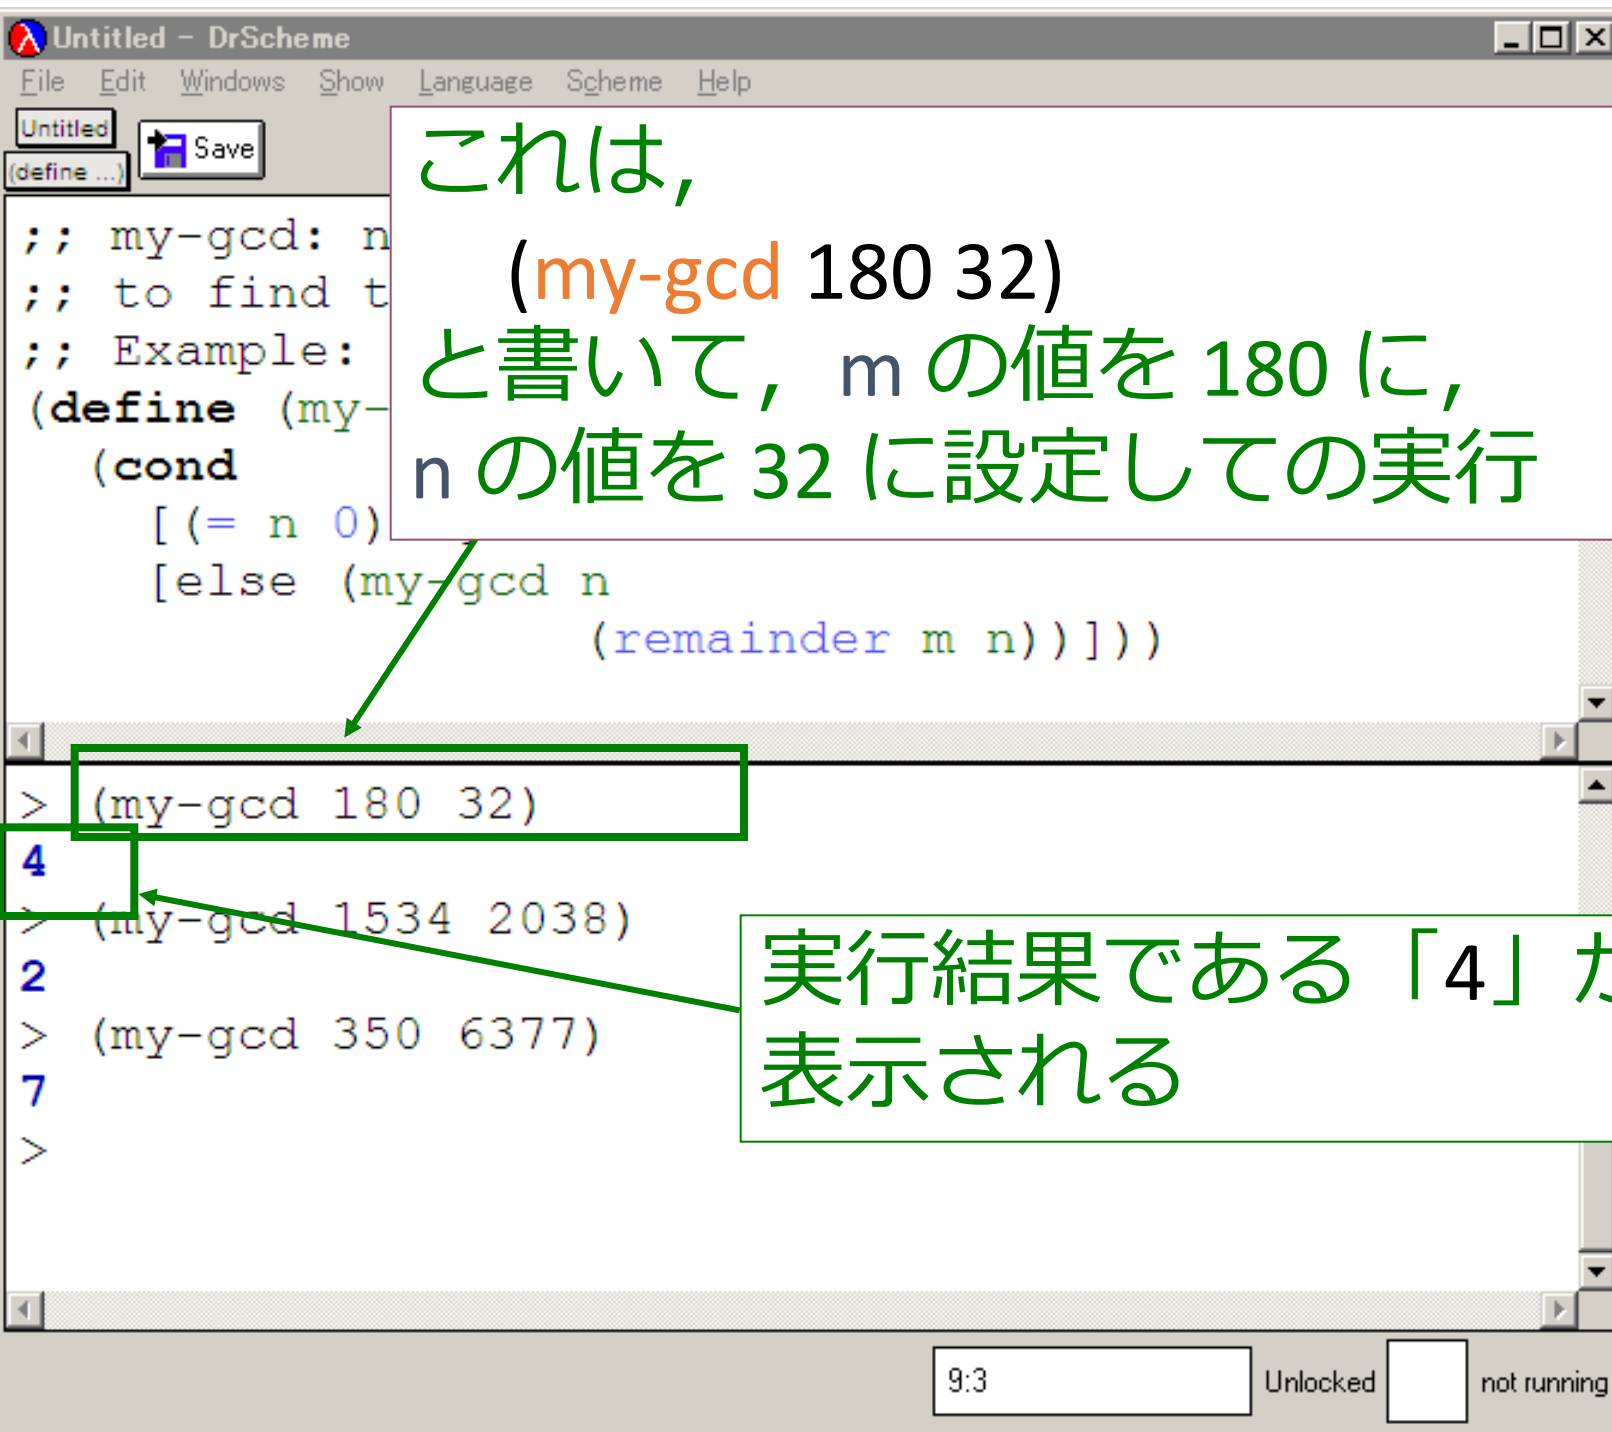 Untitled - DrScheme
File Edit Windows Show Language Scheme Help
Untitled
(define ...)
Save
これは,
(my-gcd 180 32)
と書いて, m の値を 180 に,
n の値を 32 に設定しての実行
;; my-gcd: n
;; to find t
;; Example:
(define (my-
(cond
[(= n 0)
[else (my-gcd n
(remainder m n))]))
> (my-gcd 180 32)
4
> (my-gcd 1534 2038)
2
> (my-gcd 350 6377)
7
>
実行結果である「4」
表示される
9:3
Unlocked
not running